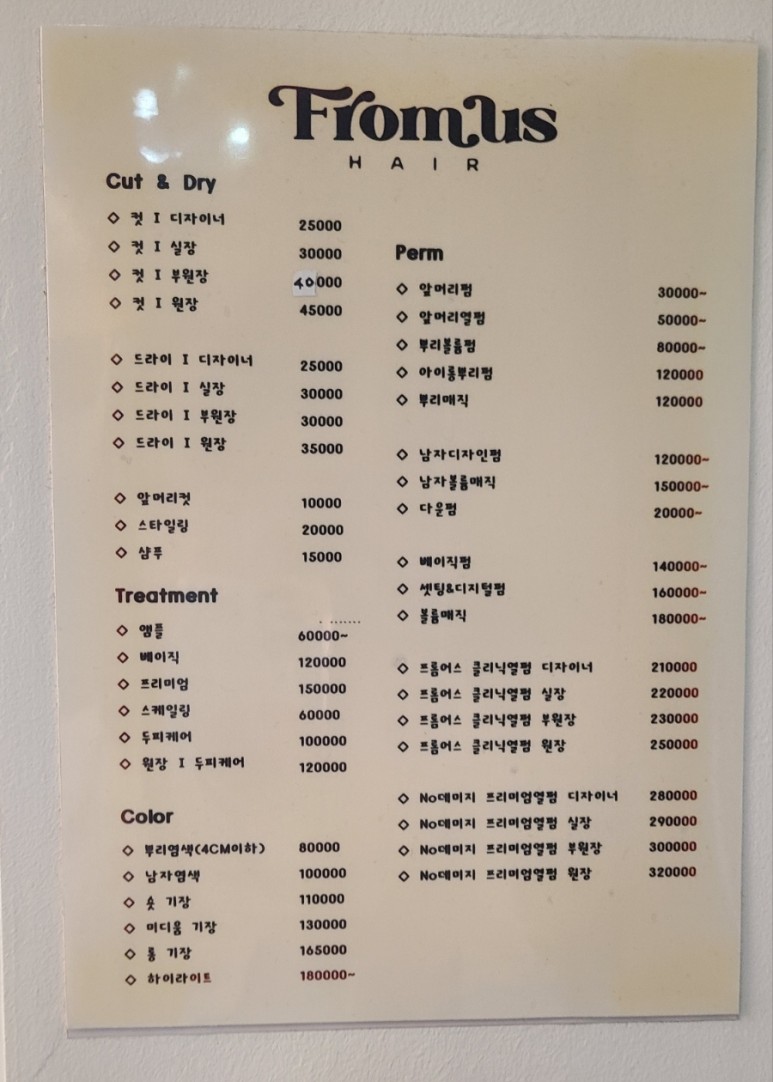 Fromus
HAIR
Cut & Dry
◇ 컷 I 디자이너 25000
◇ 컷 I 실장 30000
◇ 컷 I 부원장 40000
◇ 컷 I 원장 45000
◇ 드라이 I 디자이너 25000
◇ 드라이 I 실장 30000
◇ 드라이 I 부원장 30000
◇ 드라이 I 원장 35000
◇ 앞머리컷 10000
◇ 스타일링 20000
◇ 샴푸 15000
Treatment
◇ 앰플 60000~
◇ 베이직 120000
◇ 프리미엄 150000
◇ 스케일링 60000
◇ 두피케어 100000
◇ 원장 I 두피케어 120000
Color
◇ 뿌리염색(4CM이하) 80000
◇ 남자염색 100000
◇ 숏 기장 110000
◇ 미디움 기장 130000
◇ 롱 기장 165000
◇ 하이라이트 180000~
Perm
◇ 앞머리펌 30000~
◇ 앞머리열펌 50000~
◇ 뿌리볼륨펌 80000~
◇ 아이롱뿌리펌 120000
◇ 뿌리매직 120000
◇ 남자디자인펌 120000~
◇ 남자볼륨매직 150000~
◇ 다운펌 20000~
◇ 베이직펌 140000~
◇ 셋팅&디지털펌 160000~
◇ 볼륨매직 180000~
◇ 프롬어스 클리닉열펌 디자이너 210000
◇ 프롬어스 클리닉열펌 실장 220000
◇ 프롬어스 클리닉열펌 부원장 230000
◇ 프롬어스 클리닉열펌 원장 250000
◇ No데미지 프리미엄열펌 디자이너 280000
◇ No데미지 프리미엄열펌 실장 290000
◇ No데미지 프리미엄열펌 부원장 300000
◇ No데미지 프리미엄열펌 원장 320000